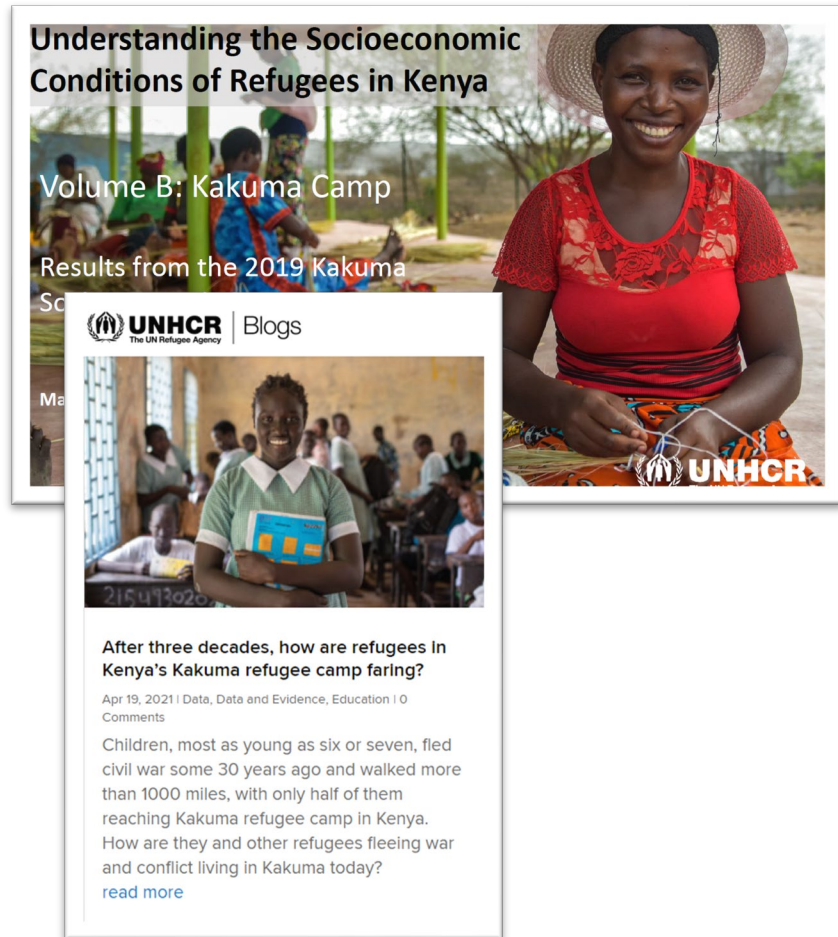 Understanding the Socioeconomic
Conditions of Refugees in Kenya
Volume B: Kakuma Camp
Results from the 2019 Kakuma
UNHCR
UNHCR | Blogs
The UN Refugee Agency
After three decades, how are refugees in
Kenya's Kakuma refugee camp faring?
Apr 19, 2021 | Data, Data and Evidence, Education | 0
Comments
Children, most as young as six or seven, fled
civil war some 30 years ago and walked more
than 1000 miles, with only half of them
reaching Kakuma refugee camp in Kenya.
How are they and other refugees fleeing war
and conflict living in Kakuma today?
read more